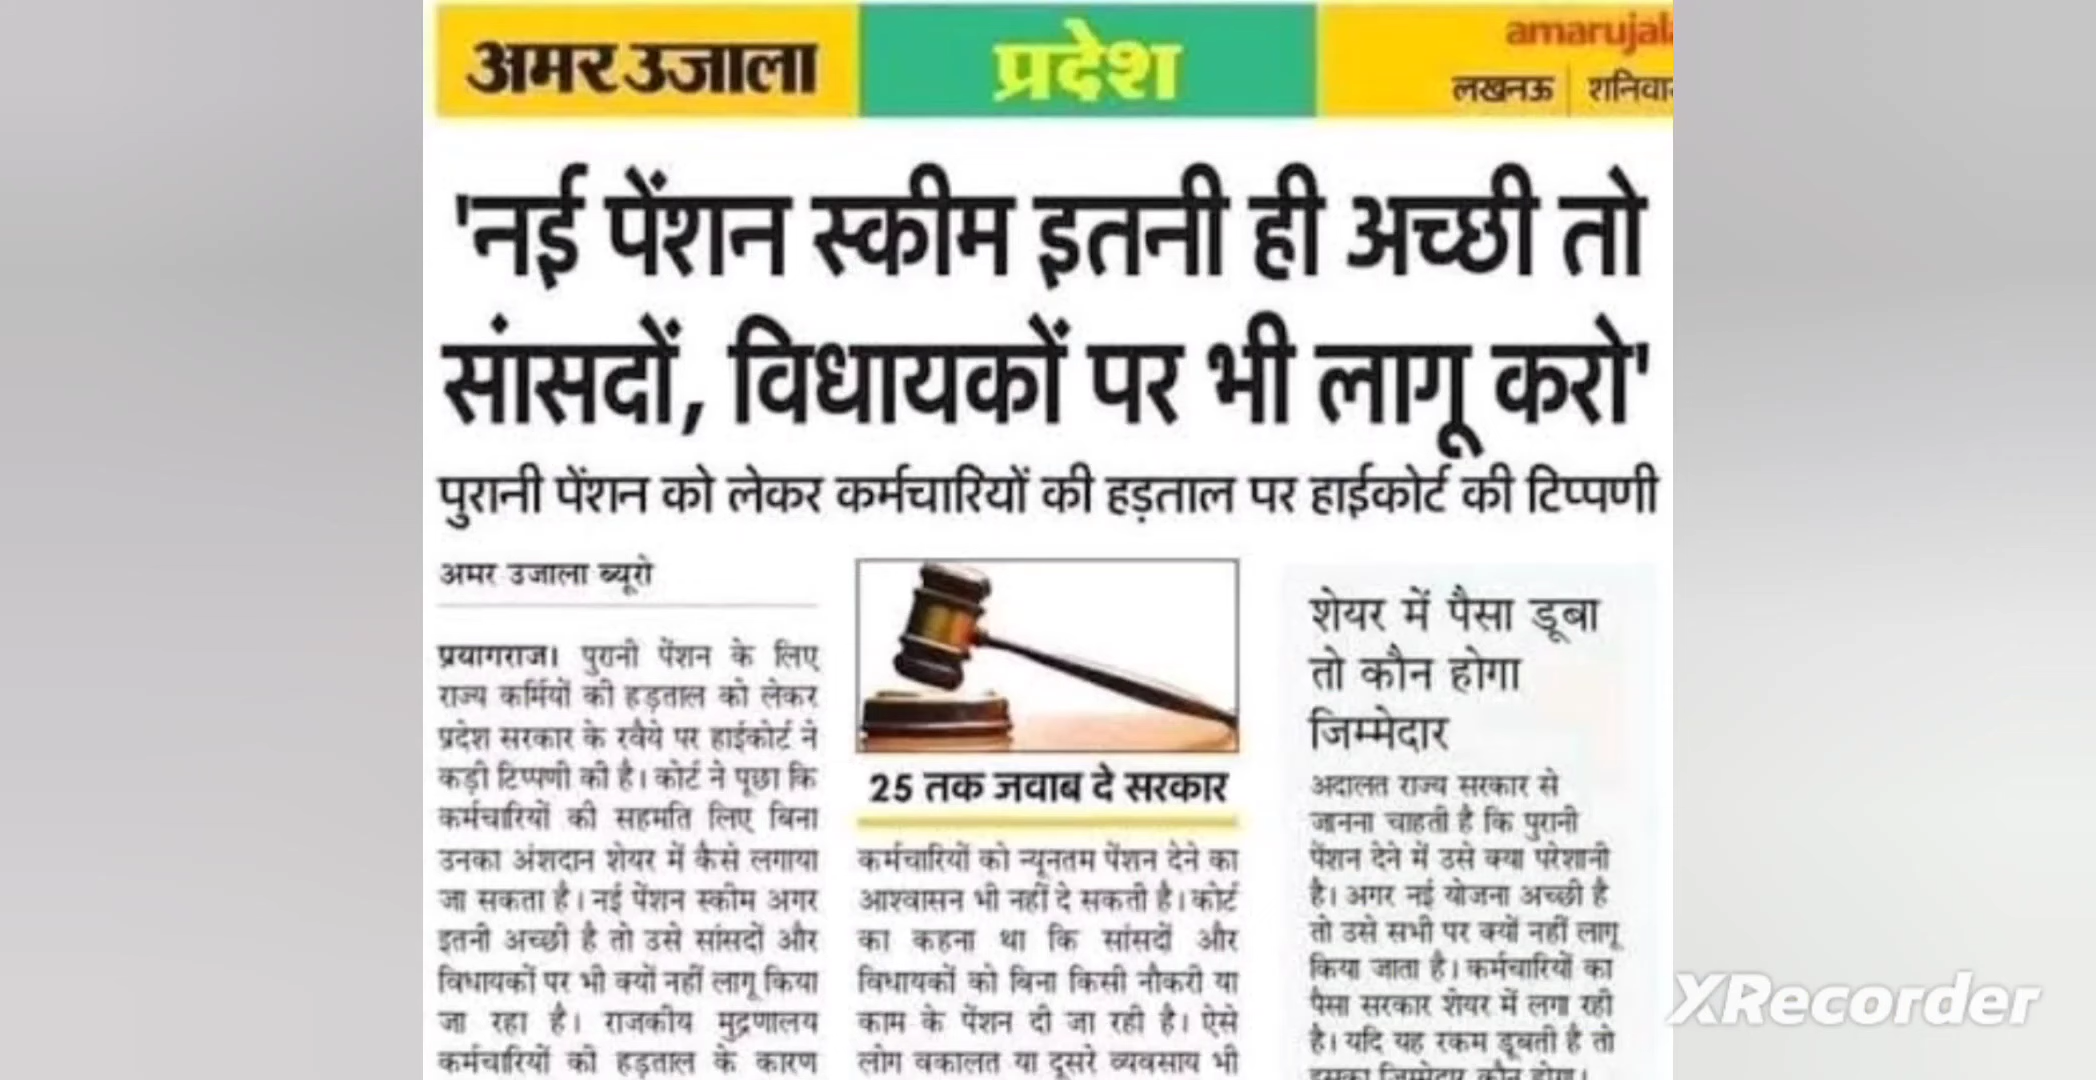 अमर उजाला
प्रदेश
amarujala
लखनऊ | शनिवार
'नई पेंशन स्कीम इतनी ही अच्छी तो
सांसदों, विधायकों पर भी लागू करो'
पुरानी पेंशन को लेकर कर्मचारियों की हड़ताल पर हाईकोर्ट की टिप्पणी
अमर उजाला ब्यूरो
प्रयागराज। पुरानी पेंशन के लिए
राज्य कर्मियों की हड़ताल को लेकर
प्रदेश सरकार के रवैये पर हाईकोर्ट ने
कड़ी टिप्पणी की है। कोर्ट ने पूछा कि
कर्मचारियों की सहमति लिए बिना
उनका अंशदान शेयर में कैसे लगाया
जा सकता है। नई पेंशन स्कीम अगर
इतनी अच्छी है तो उसे सांसदों और
विधायकों पर भी क्यों नहीं लागू किया
जा रहा है। राजकीय मुद्रणालय
कर्मचारियों की हड़ताल के कारण
25 तक जवाब दे सरकार
कर्मचारियों को न्यूनतम पेंशन देने का
आश्वासन भी नहीं दे सकती है। कोर्ट
का कहना था कि सांसदों और
विधायकों को बिना किसी नौकरी या
काम के पेंशन दी जा रही है। ऐसे
लोग वकालत या दूसरे व्यवसाय भी
शेयर में पैसा डूबा
तो कौन होगा
जिम्मेदार
अदालत राज्य सरकार से
जानना चाहती है कि पुरानी
पेंशन देने में उसे क्या परेशानी
है। अगर नई योजना अच्छी है
तो उसे सभी पर क्यों नहीं लागू
किया जाता है। कर्मचारियों का
पैसा सरकार शेयर में लगा रही
है। यदि यह रकम डूबती है तो
इसका जिम्मेदार कौन होगा।
XRecorder